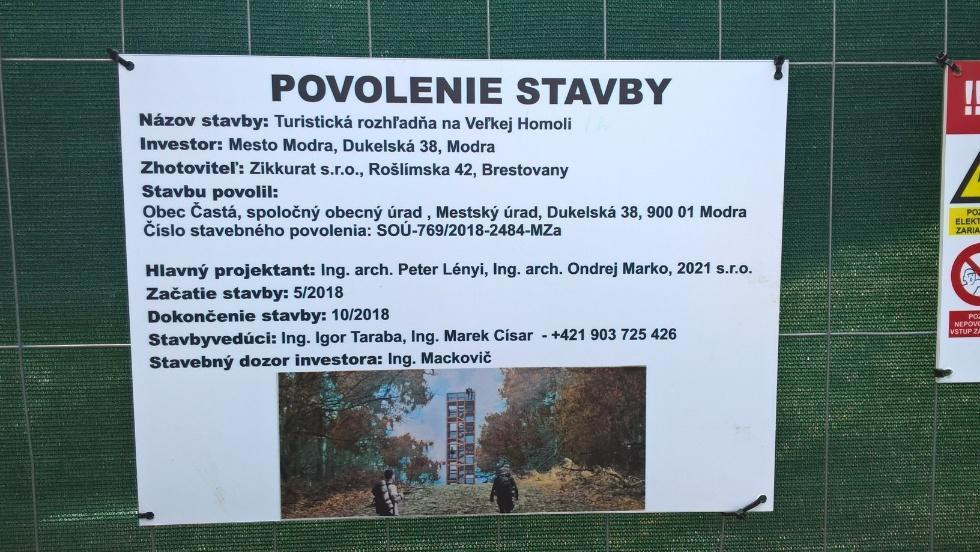 POVOLENIE STAVBY
Názov stavby: Turistická rozhľadňa na Veľkej Homoli
Investor: Mesto Modra, Dukelská 38, Modra
Zhotoviteľ: Zikkurat s.r.o., Rošlímska 42, Brestovany
Stavbu povolil:
Obec Častá, spoločný obecný úrad , Mestský úrad, Dukelská 38, 900 01 Modra
Číslo stavebného povolenia: SOÚ-769/2018-2484-MZa
Hlavný projektant: Ing. arch. Peter Lényi, Ing. arch. Ondrej Marko, 2021 s.r.o.
Začatie stavby: 5/2018
Dokončenie stavby: 10/2018
Stavbyvedúci: Ing. Igor Taraba, Ing. Marek Císar - +421 903 725 426
Stavebný dozor investora: Ing. Mackovič
!!